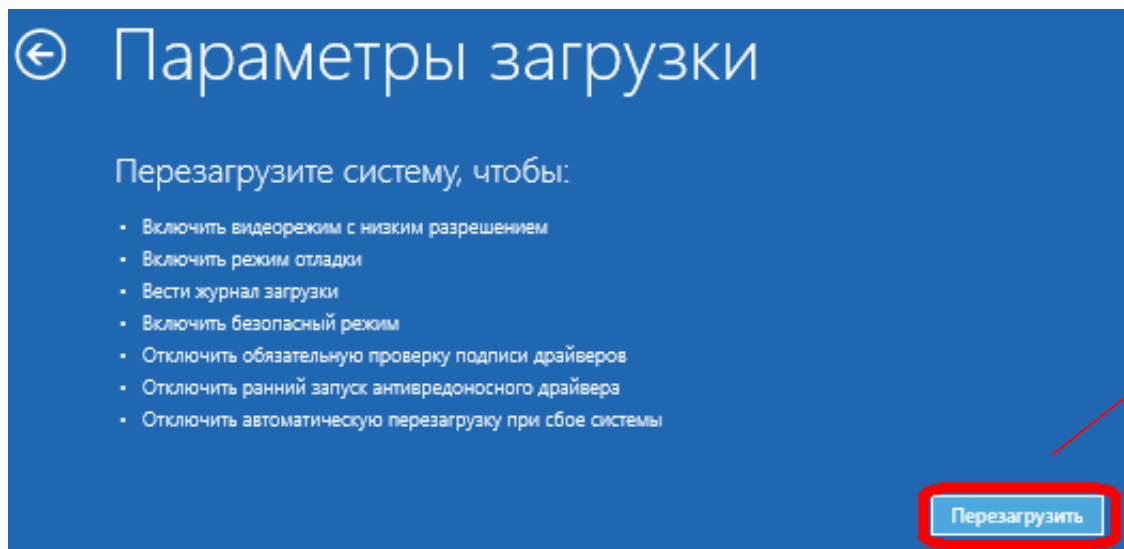 Параметры загрузки
Перезагрузите систему, чтобы:
• Включить видеорежим с низким разрешением
• Включить режим отладки
• Вести журнал загрузки
• Включить безопасный режим
• Отключить обязательную проверку подписи драйверов
• Отключить ранний запуск антивредоносного драйвера
• Отключить автоматическую перезагрузку при сбое системы
Перезагрузить